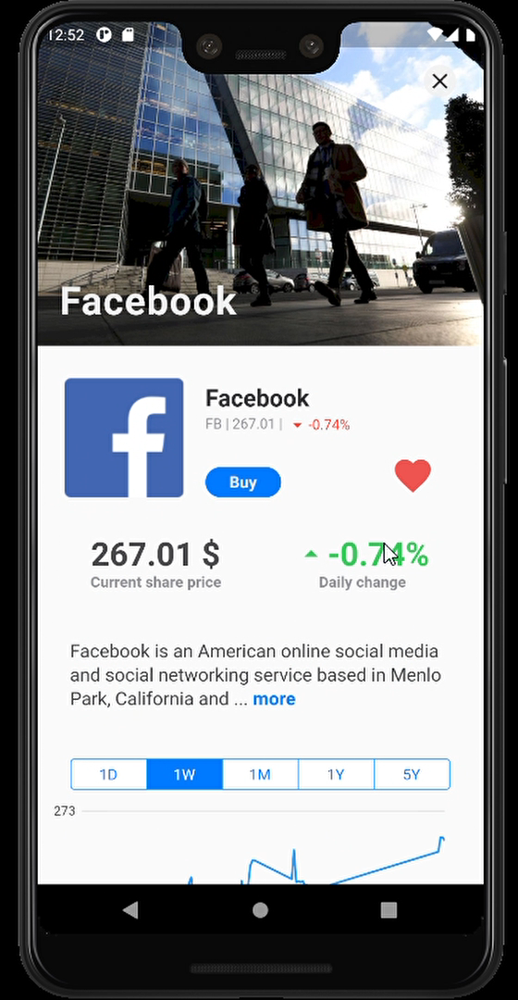 12:52
Facebook
Facebook
FB | 267.01 | -0.74%
Buy
267.01 $ -0.74%
Current share price Daily change
Facebook is an American online social media
and social networking service based in Menlo
Park, California and ... more
1D 1W 1M 1Y 5Y
273